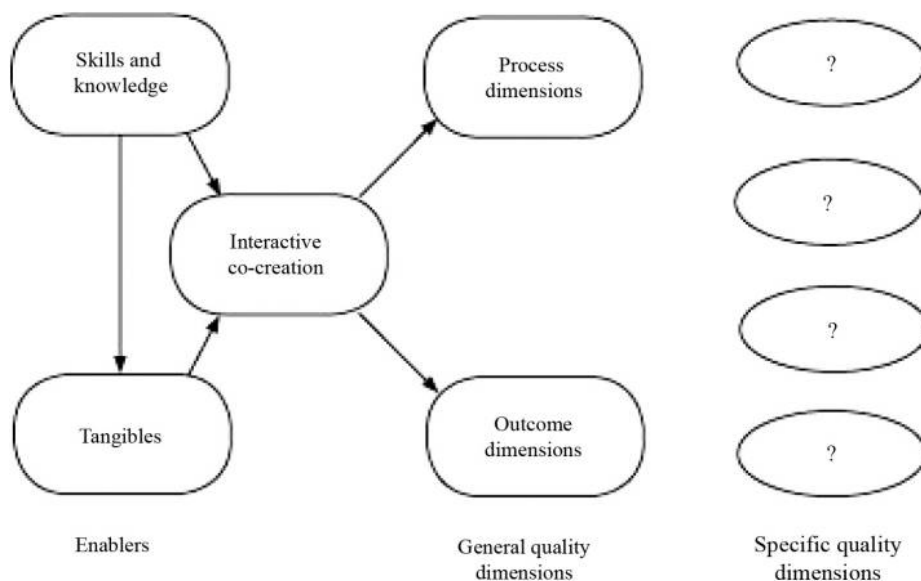 Skills and
knowledge
Process
dimensions
?
?
Interactive
co-creation
?
Tangibles
Outcome
dimensions
?
Enablers
General quality
dimensions
Specific quality
dimensions